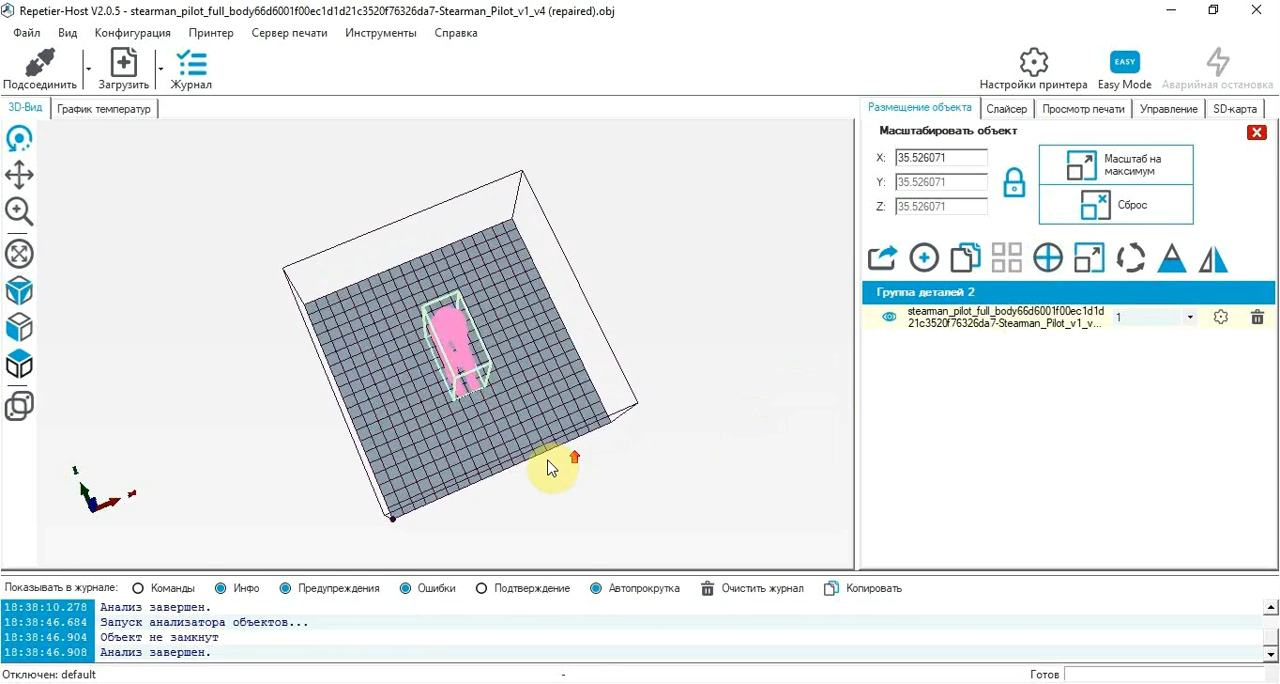 Repetier-Host V2.0.5 - stearman_pilot_full_body66d6001f00ec1d1d21c3520f76326da7-Stearman_Pilot_v1_v4 (repaired).obj
Файл Вид Конфигурация Принтер Сервер печати Инструменты Справка
Подсоединить Загрузить Журнал Настройки принтера EASY Easy Mode Аварийная остановка
3D-Вид График температур Размещение объекта Слайсер Просмотр печати Управление SD-карта
Масштабировать объект
X: 35.526071
Y: 35.526071
Z: 35.526071
Масштаб на
максимум
Сброс
Группа деталей 2
stearman_pilot_full_body66d6001f00ec1d1d
21c3520f76326da7-Stearman_Pilot_v1_v...
1
Показывать в журнале: Команды Инфо Предупреждения Ошибки Подтверждение Автопрокрутка Очистить журнал Копировать
18:38:10.278 Анализ завершен.
18:38:46.684 Запуск анализатора объектов...
18:38:46.904 Объект не замкнут
18:38:46.908 Анализ завершен.
Отключен: default - Готов